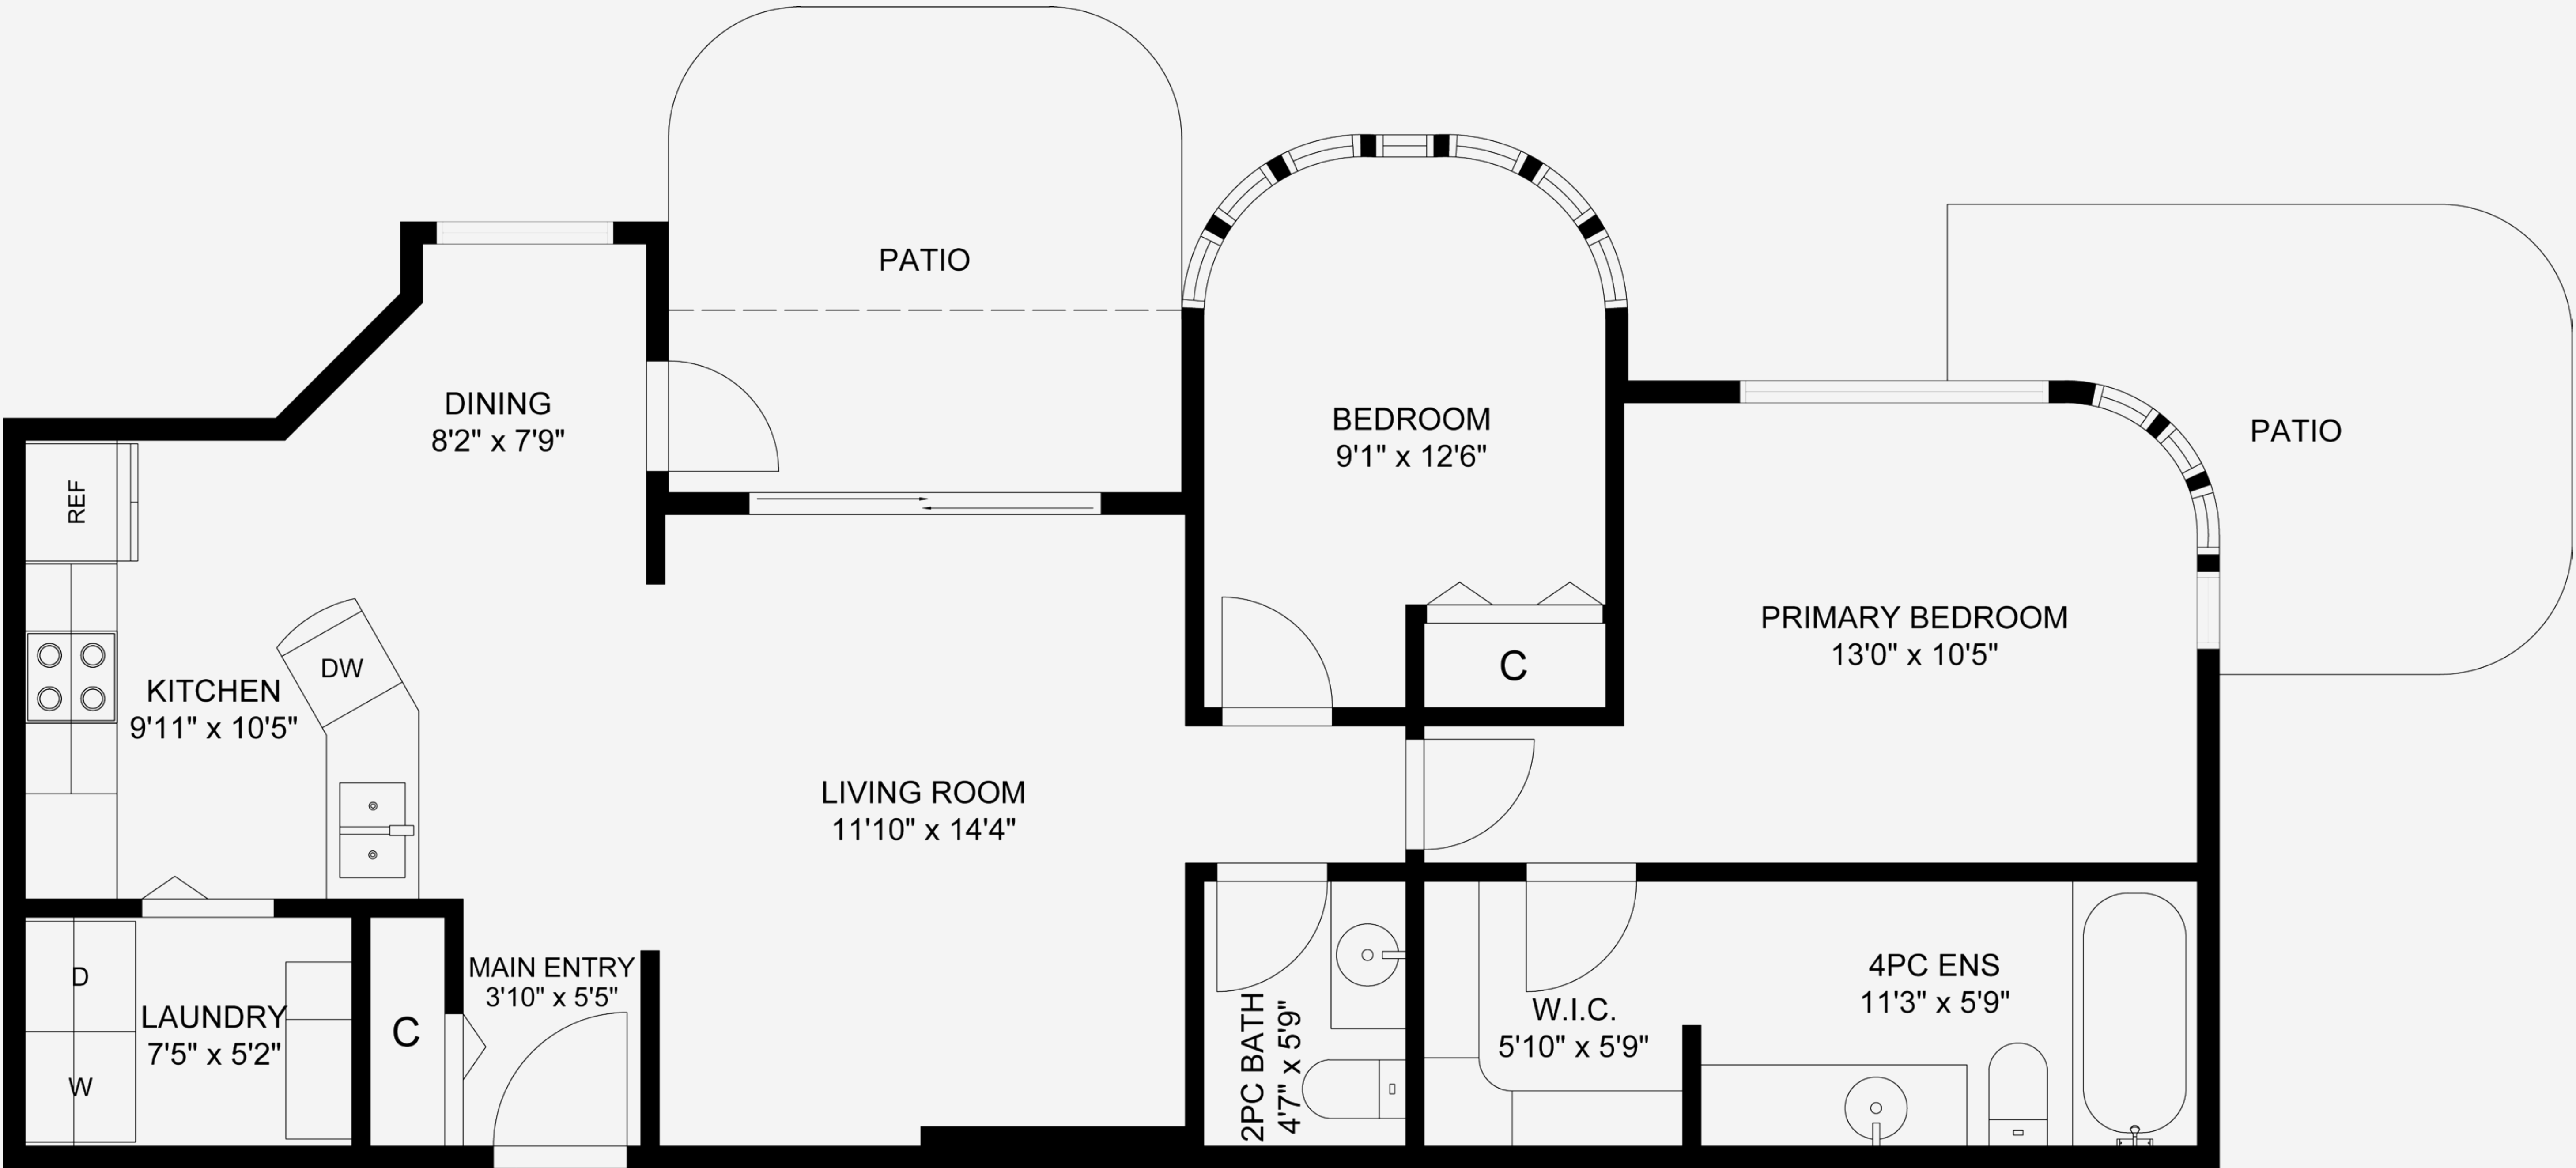 PATIO
DINING
8'2" x 7'9"
BEDROOM
9'1" x 12'6"
PATIO
REF
DW
KITCHEN
9'11" x 10'5"
C
PRIMARY BEDROOM
13'0" x 10'5"
LIVING ROOM
11'10" x 14'4"
D
LAUNDRY
7'5" x 5'2"
W
C
MAIN ENTRY
3'10" x 5'5"
2PC BATH
4'7" x 5'9"
W.I.C.
5'10" x 5'9"
4PC ENS
11'3" x 5'9"